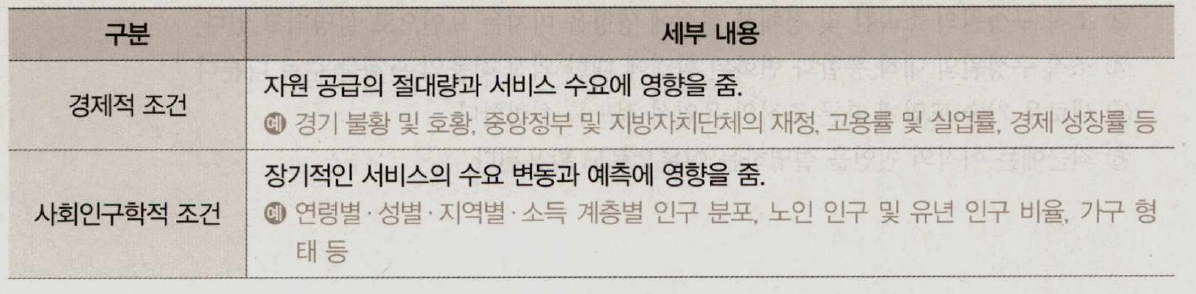 구분 세부 내용
경제적 조건
자원 공급의 절대량과 서비스 수요에 영향을 줌.
예 경기 불황 및 호황, 중앙정부 및 지방자치단체의 재정, 고용률 및 실업률, 경제 성장률 등
사회인구학적 조건
장기적인 서비스의 수요 변동과 예측에 영향을 줌.
예 연령별·성별·지역별·소득 계층별 인구 분포, 노인 인구 및 유년 인구 비율, 가구 형
태 등